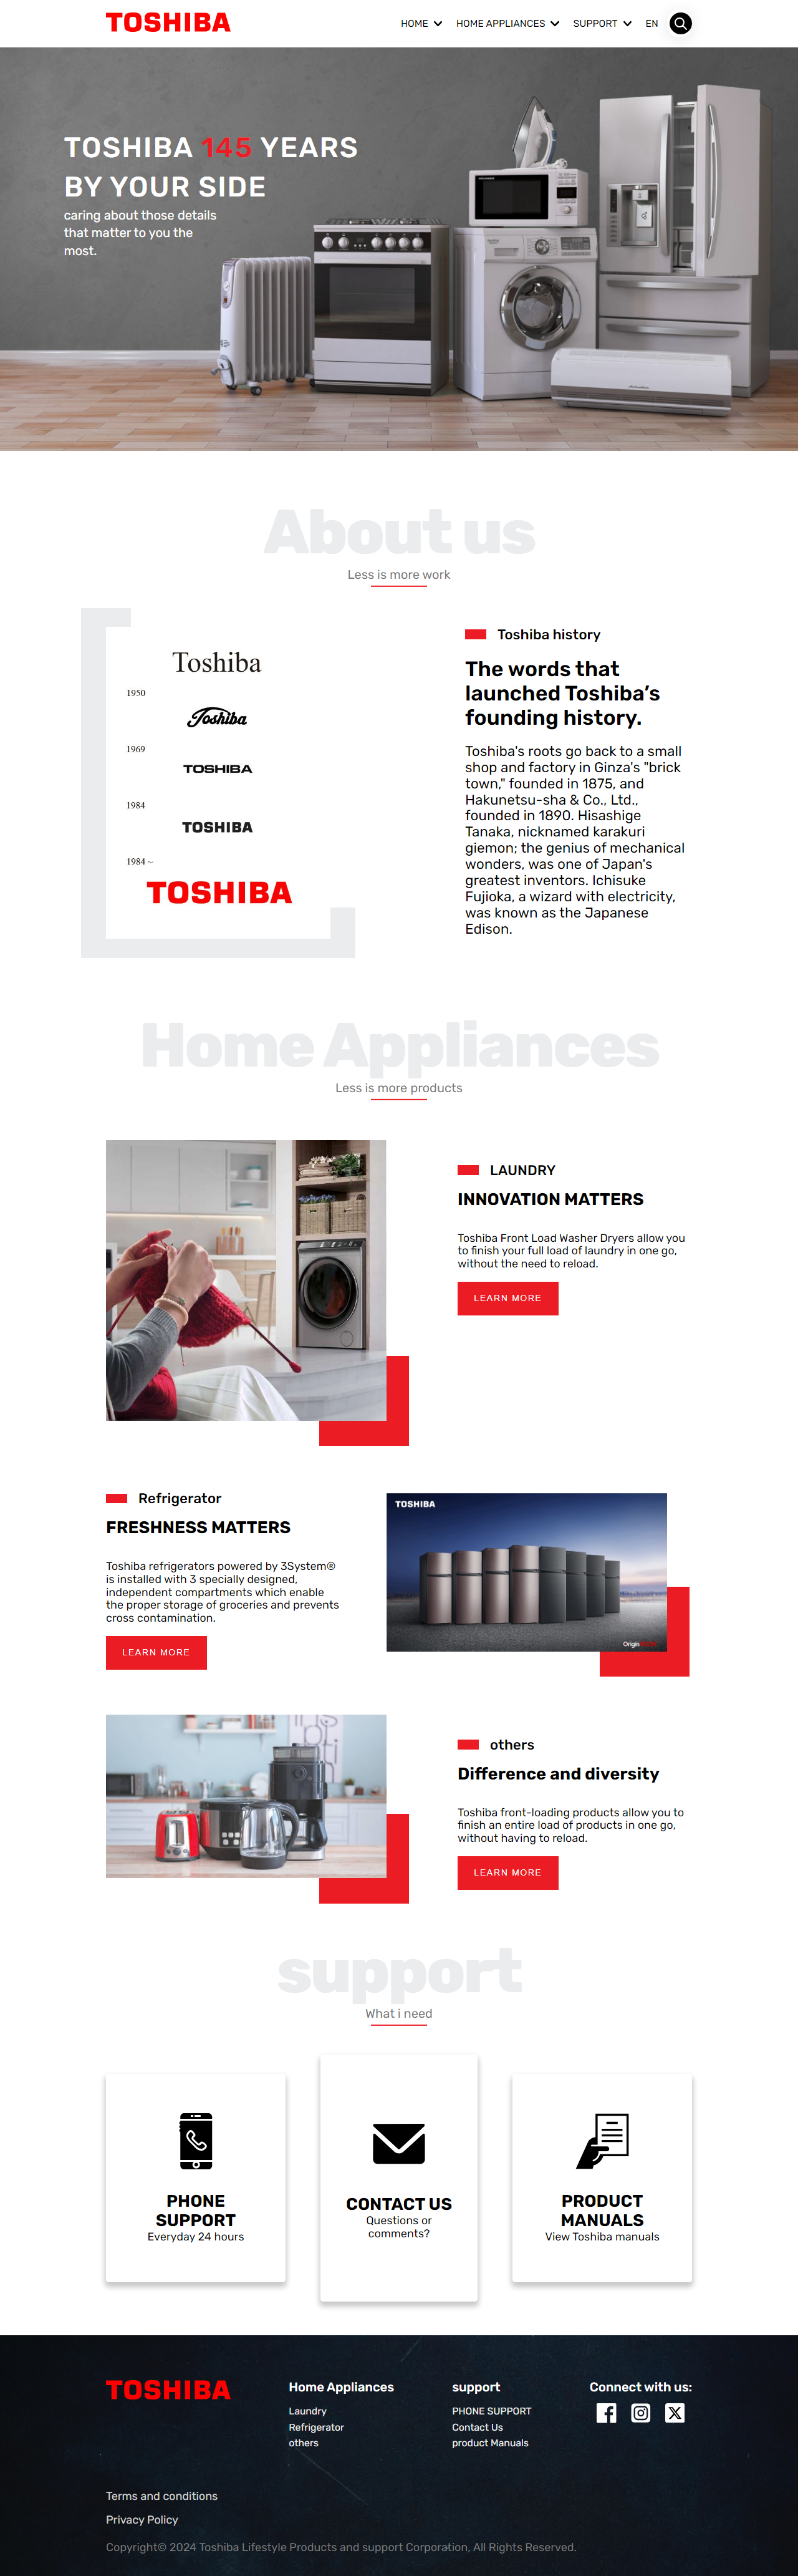 TOSHIBA
HOME
HOME APPLIANCES
SUPPORT
EN
TOSHIBA 145 YEARS
BY YOUR SIDE
caring about those details
that matter to you the
most.
About us
Less is more work
Toshiba
1950
Toshiba
1969
TOSHIBA
1984
TOSHIBA
1984 ~
TOSHIBA
Toshiba history
The words that
launched Toshiba’s
founding history.
Toshiba's roots go back to a small
shop and factory in Ginza's "brick
town," founded in 1875, and
Hakunetsu-sha & Co., Ltd.,
founded in 1890. Hisashige
Tanaka, nicknamed karakuri
giemon; the genius of mechanical
wonders, was one of Japan's
greatest inventors. Ichisuke
Fujioka, a wizard with electricity,
was known as the Japanese
Edison.
Home Appliances
Less is more products
LAUNDRY
INNOVATION MATTERS
Toshiba Front Load Washer Dryers allow you
to finish your full load of laundry in one go,
without the need to reload.
LEARN MORE
Refrigerator
FRESHNESS MATTERS
Toshiba refrigerators powered by 3System®
is installed with 3 specially designed,
independent compartments which enable
the proper storage of groceries and prevents
cross contamination.
LEARN MORE
TOSHIBA
Origin
others
Difference and diversity
Toshiba front-loading products allow you to
finish an entire load of products in one go,
without having to reload.
LEARN MORE
support
What i need
PHONE
SUPPORT
Everyday 24 hours
CONTACT US
Questions or
comments?
PRODUCT
MANUALS
View Toshiba manuals
TOSHIBA
Home Appliances
Laundry
Refrigerator
others
support
PHONE SUPPORT
Contact Us
product Manuals
Connect with us:
Terms and conditions
Privacy Policy
Copyright© 2024 Toshiba Lifestyle Products and support Corporation, All Rights Reserved.